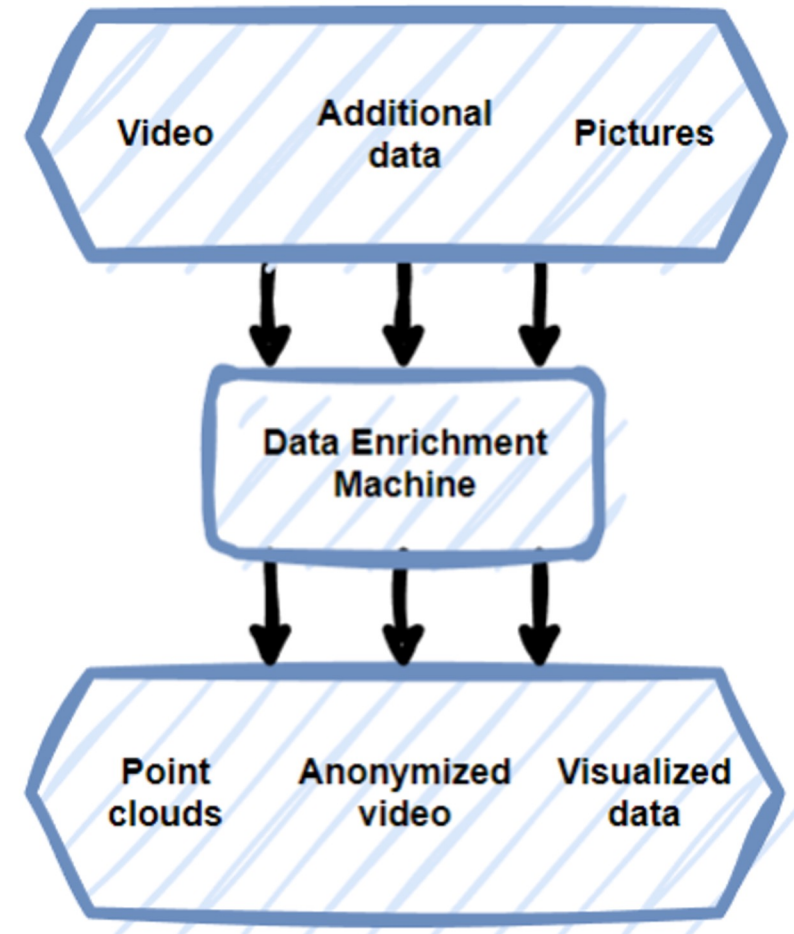 Video
Additional
data
Pictures
Data Enrichment
Machine
Point
clouds
Anonymized
video
Visualized
data